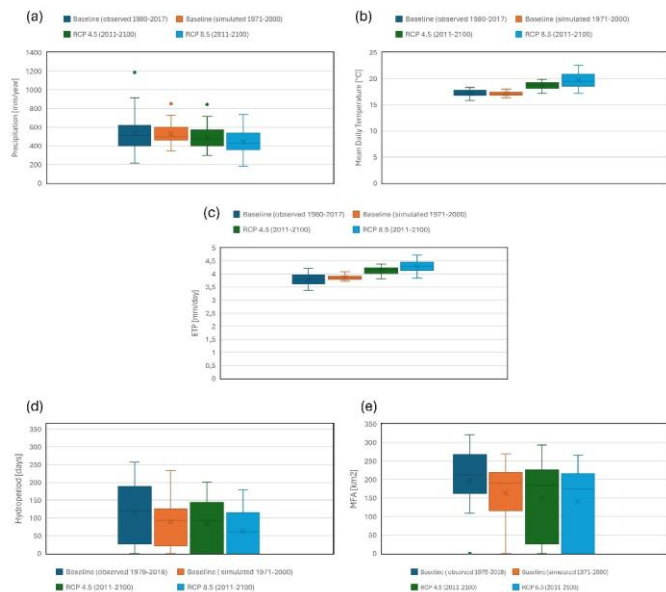 (a)
Baseline (observed 1980-2017) Baseline (simulated 1971-2000)
RCP 4.5 (2011-2100) RCP 8.5 (2011-2100)
Precipitation [mm/year]
1400
1200
1000
800
600
400
200
0
(b)
Baseline (observed 1980-2017) Baseline (simulated 1971-2000)
RCP 4.5 (2011-2100) RCP 8.5 (2011-2100)
Mean Daily Temperature [°C]
25
20
15
10
5
0
(c)
Baseline (observed 1980-2017) Baseline (simulated 1971-2000)
RCP 4.5 (2011-2100) RCP 8.5 (2011-2100)
ETP [mm/day]
4,5
4
3,5
3
2,5
2
1,5
1
0,5
0
(d)
Hydroperiod [days]
350
300
250
200
150
100
50
0
Baseline (observed 1975-2018) Baseline (simulated 1971-2000)
RCP 4.5 (2011-2100) RCP 8.5 (2011-2100)
(e)
MFA [km2]
350
300
250
200
150
100
50
0
Baseline (observed 1975-2018) Baseline (simulated 1971-2000)
RCP 4.5 (2011-2100) RCP 8.5 (2011-2100)